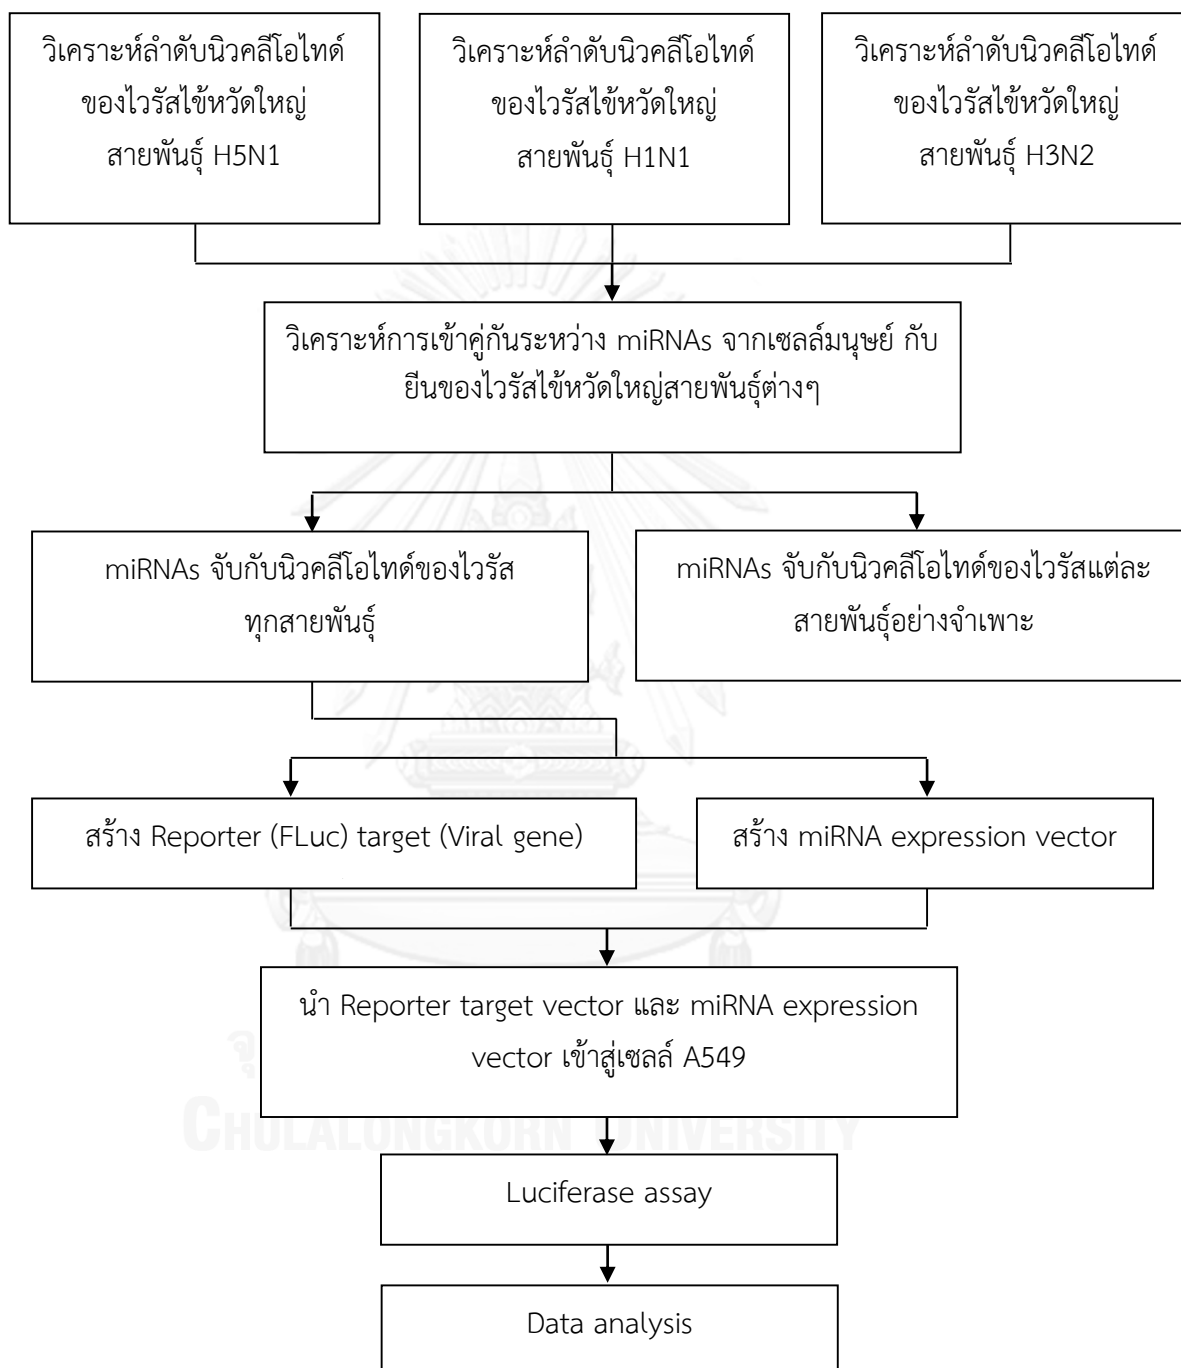 วิเคราะห์ลำดับนิวคลีโอไทด์
ของไวรัสไข้หวัดใหญ่
สายพันธุ์ H5N1
วิเคราะห์ลำดับนิวคลีโอไทด์
ของไวรัสไข้หวัดใหญ่
สายพันธุ์ H1N1
วิเคราะห์ลำดับนิวคลีโอไทด์
ของไวรัสไข้หวัดใหญ่
สายพันธุ์ H3N2
วิเคราะห์การเข้าคู่กันระหว่าง miRNAs จากเซลล์มนุษย์ กับ
ยีนของไวรัสไข้หวัดใหญ่สายพันธุ์ต่างๆ
miRNAs จับกับนิวคลีโอไทด์ของไวรัส
ทุกสายพันธุ์
miRNAs จับกับนิวคลีโอไทด์ของไวรัสแต่ละ
สายพันธุ์อย่างจำเพาะ
สร้าง Reporter (FLuc) target (Viral gene)
สร้าง miRNA expression vector
นำ Reporter target vector และ miRNA expression
vector เข้าสู่เซลล์ A549
CHULALONGKORN UNIVERSITY
Luciferase assay
Data analysis